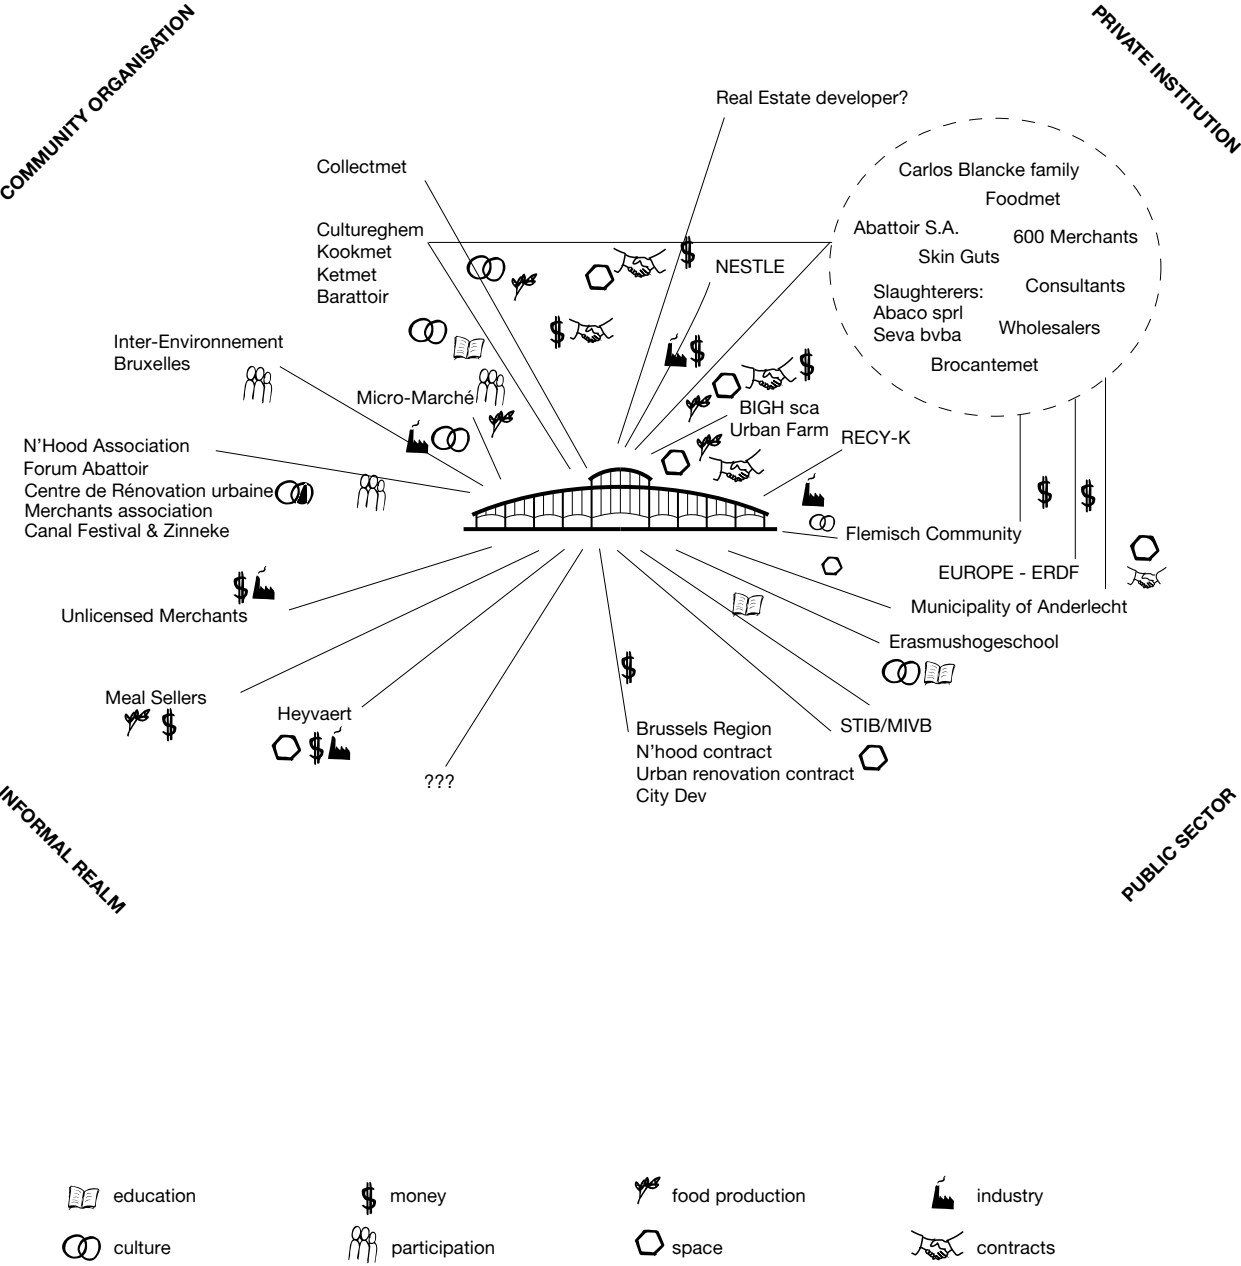 COMMUNITY ORGANISATION
PRIVATE INSTITUTION
Real Estate developer?
Collectmet
Cultureghem
Kookmet
Ketmet
Barattoir
Carlos Blancke family
Foodmet
Abattoir S.A.
600 Merchants
Skin Guts
Consultants
Slaughterers:
Abaco sprl
Seva bvba
Wholesalers
Brocantemet
NESTLE
Inter-Environnement
Bruxelles
Micro-Marché
BIGH sca
Urban Farm
RECY-K
N'Hood Association
Forum Abattoir
Centre de Rénovation urbaine
Merchants association
Canal Festival & Zinneke
Flemisch Community
EUROPE - ERDF
Municipality of Anderlecht
Erasmushogeschool
Unlicensed Merchants
Meal Sellers
Heyvaert
???
Brussels Region
N'hood contract
Urban renovation contract
City Dev
STIB/MIVB
INFORMAL REALM
PUBLIC SECTOR
education
money
food production
industry
culture
participation
space
contracts